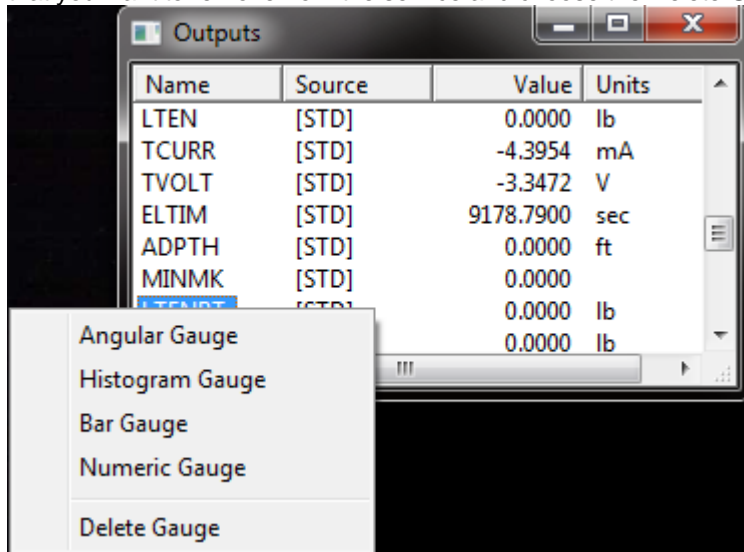 Outputs
Name Source Value Units
LTEN [STD] 0.0000 lb
TCURR [STD] -4.3954 mA
TVOLT [STD] -3.3472 V
ELTIM [STD] 9178.7900 sec
ADPTH [STD] 0.0000 ft
MINMK [STD] 0.0000
0.0000 lb
0.0000 lb
Angular Gauge
Histogram Gauge
Bar Gauge
Numeric Gauge
Delete Gauge